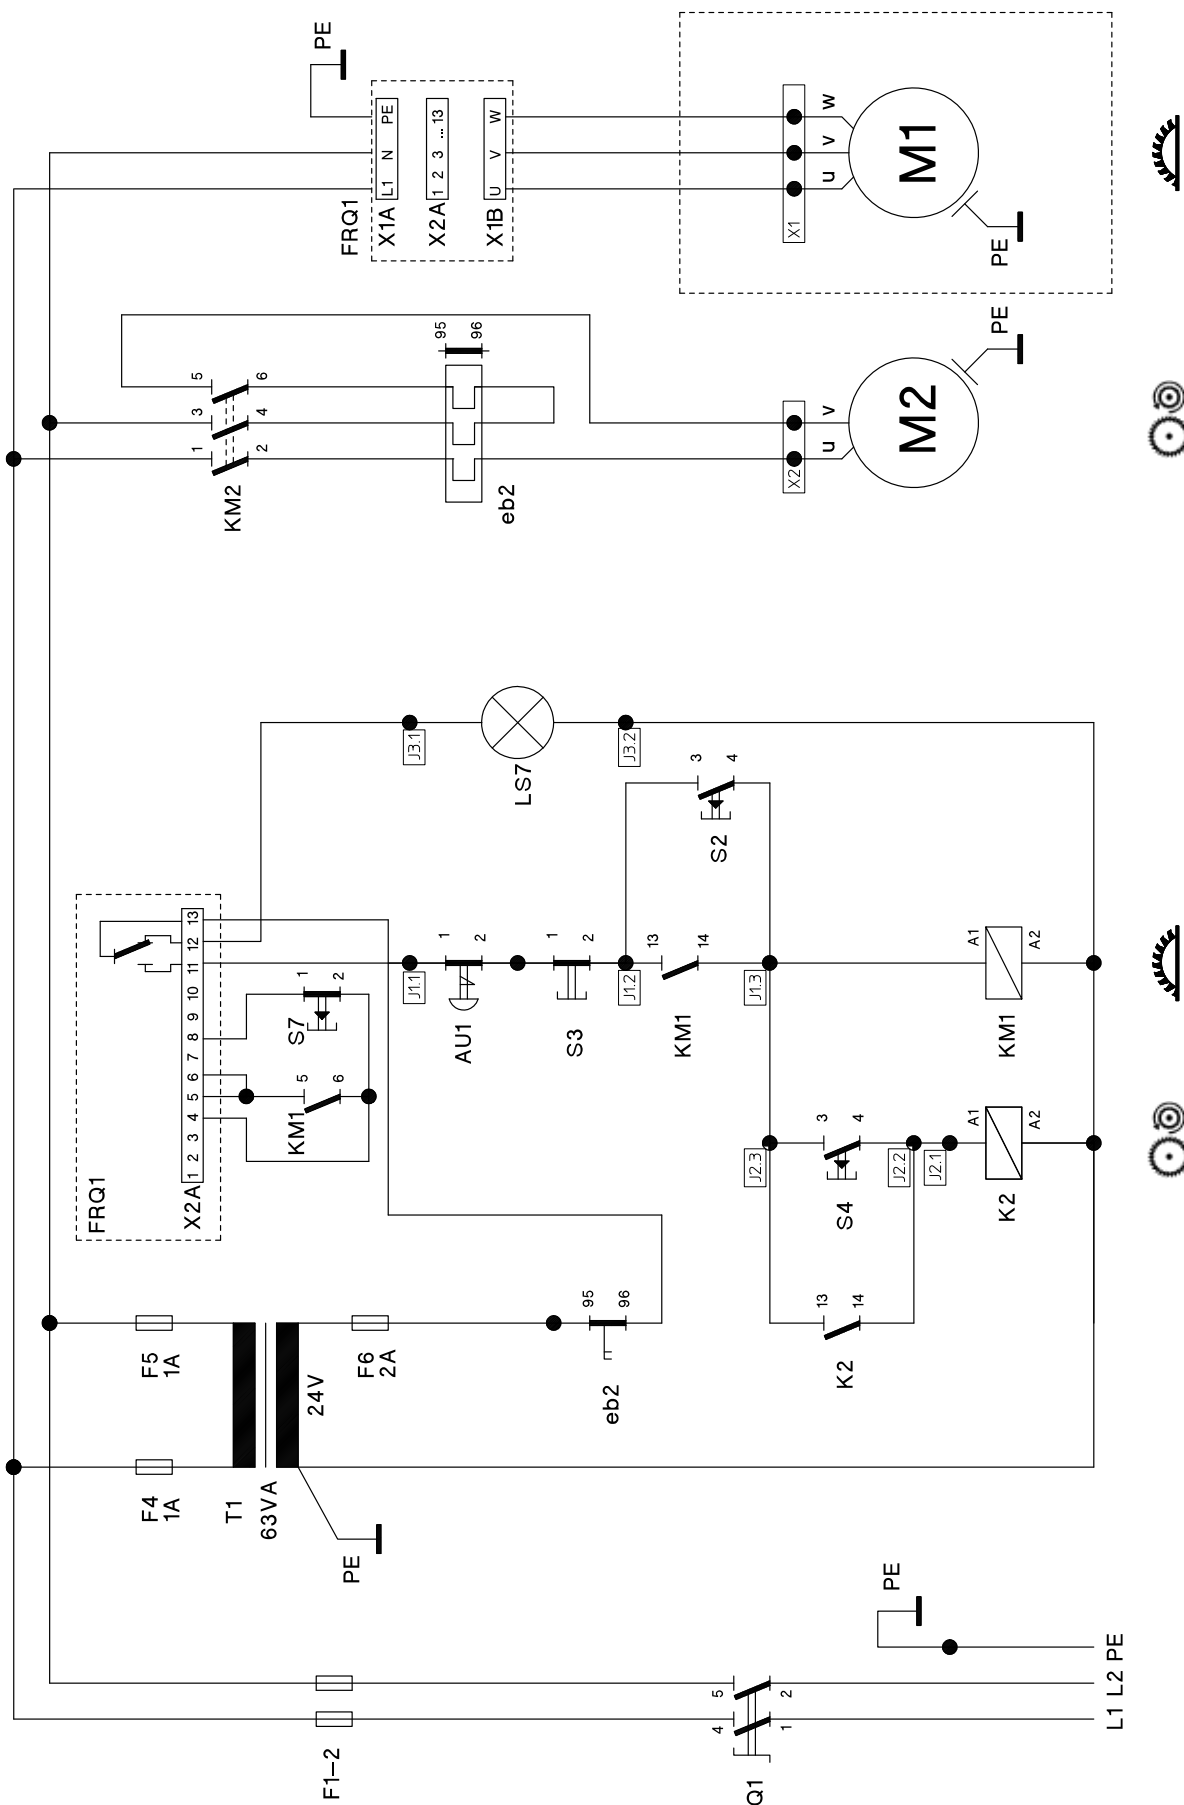 L1 L2 PE
Q1
4 5
1 2
F1-2
PE
F4
1A
F5
1A
T1
63VA
24V
PE
F6
2A
eb2
95
96
FRQ1
X2A
1 2 3 4 5 6 7 8 9 10 11 12 13
KM1
5
6
S7
1
2
J1.1
AU1
1
2
S3
1
2
J1.2
KM1
13
14
S2
3
4
J1.3
J3.1
LS7
J3.2
K2
13
14
J2.3
S4
3
4
J2.2
J2.1
K2
A1
A2
KM1
A1
A2
KM2
1 3 5
2 4 6
eb2
95
96
X2
u v
M2
PE
FRQ1
PE
X1A
L1 N PE
X2A
1 2 3 ... 13
X1B
U V W
X1
u v w
M1
PE